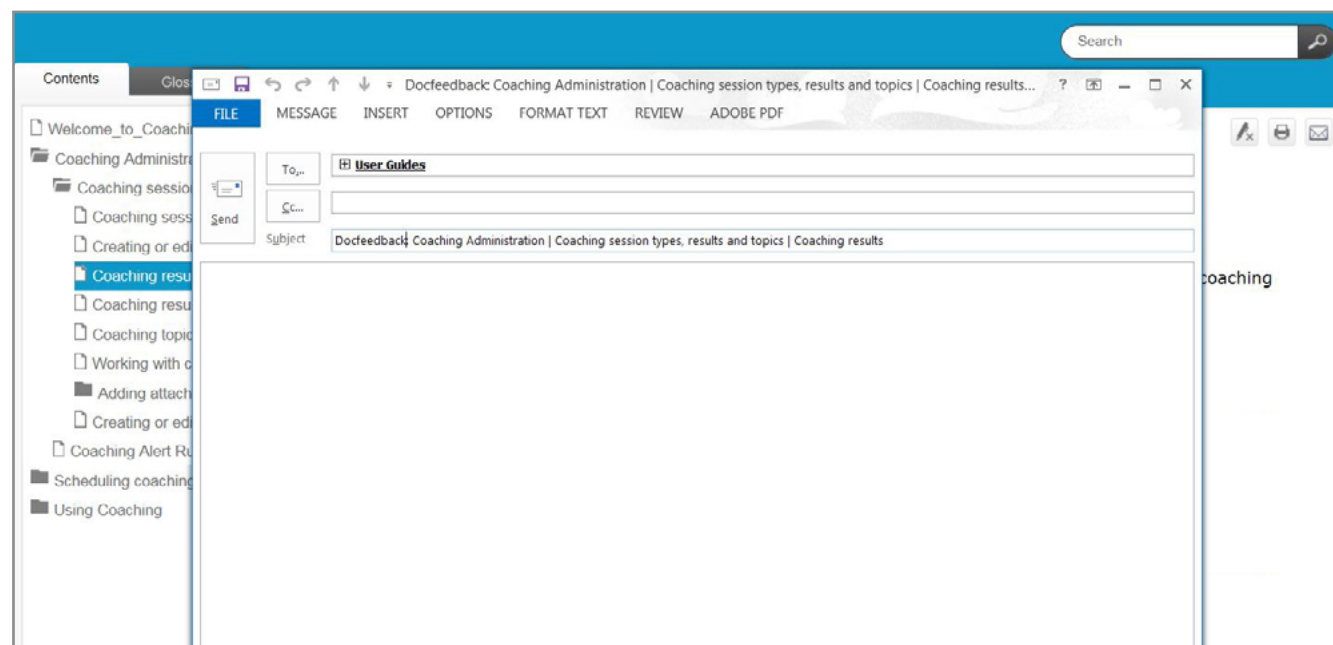 Search
Contents
Glos
Docfeedback: Coaching Administration | Coaching session types, results and topics | Coaching results... ?
FILE MESSAGE INSERT OPTIONS FORMAT TEXT REVIEW ADOBE PDF
Welcome_to_Coachi
Coaching Administra
Coaching session
Coaching sess
Creating or edi
Coaching resu
Coaching resu
Coaching topic
Working with c
Adding attach
Creating or edi
Coaching Alert Ru
Scheduling coaching
Using Coaching
Send
To...
User Guides
Cc...
Subject
Docfeedback: Coaching Administration | Coaching session types, results and topics | Coaching results
coaching